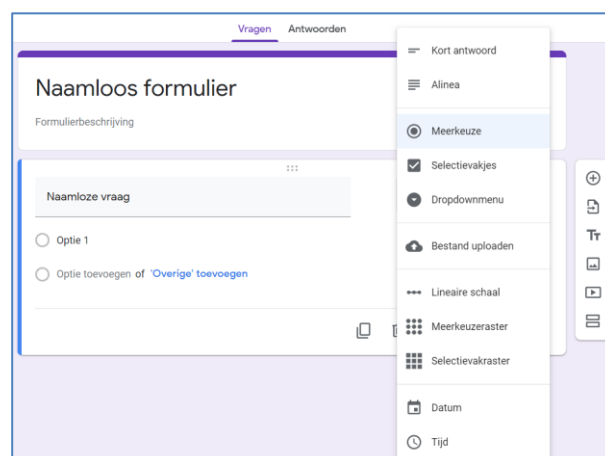 Vragen Antwoorden
Naamloos formulier
Formulierbeschrijving
Naamloze vraag
Optie 1
Optie toevoegen of 'Overige' toevoegen
Kort antwoord
Alinea
Meerkeuze
Selectievakjes
Dropdownmenu
Bestand uploaden
Lineaire schaal
Meerkeuzeraster
Selectievakraster
Datum
Tijd
Tт